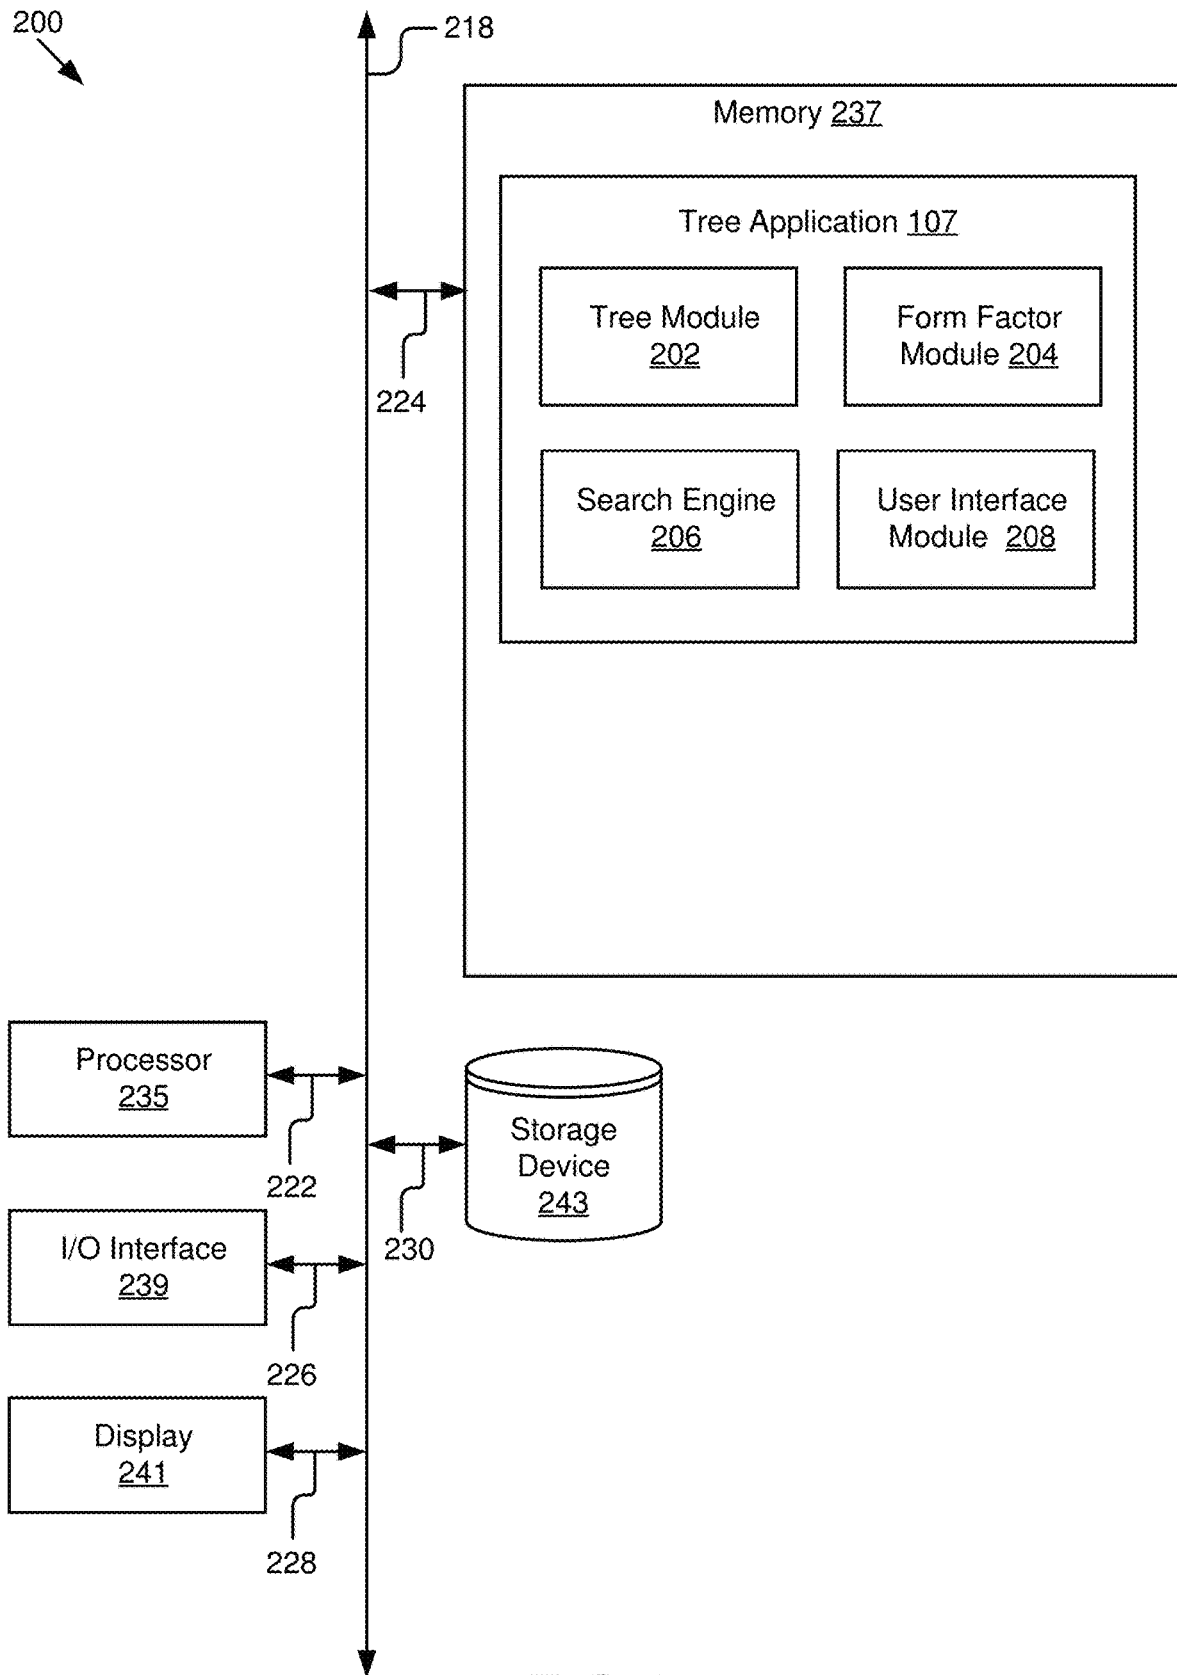 200
218
Memory 237
Tree Application 107
Tree Module
202
Form Factor
Module 204
224
Search Engine
206
User Interface
Module 208
Processor
235
222
Storage
Device
243
230
I/O Interface
239
226
Display
241
228